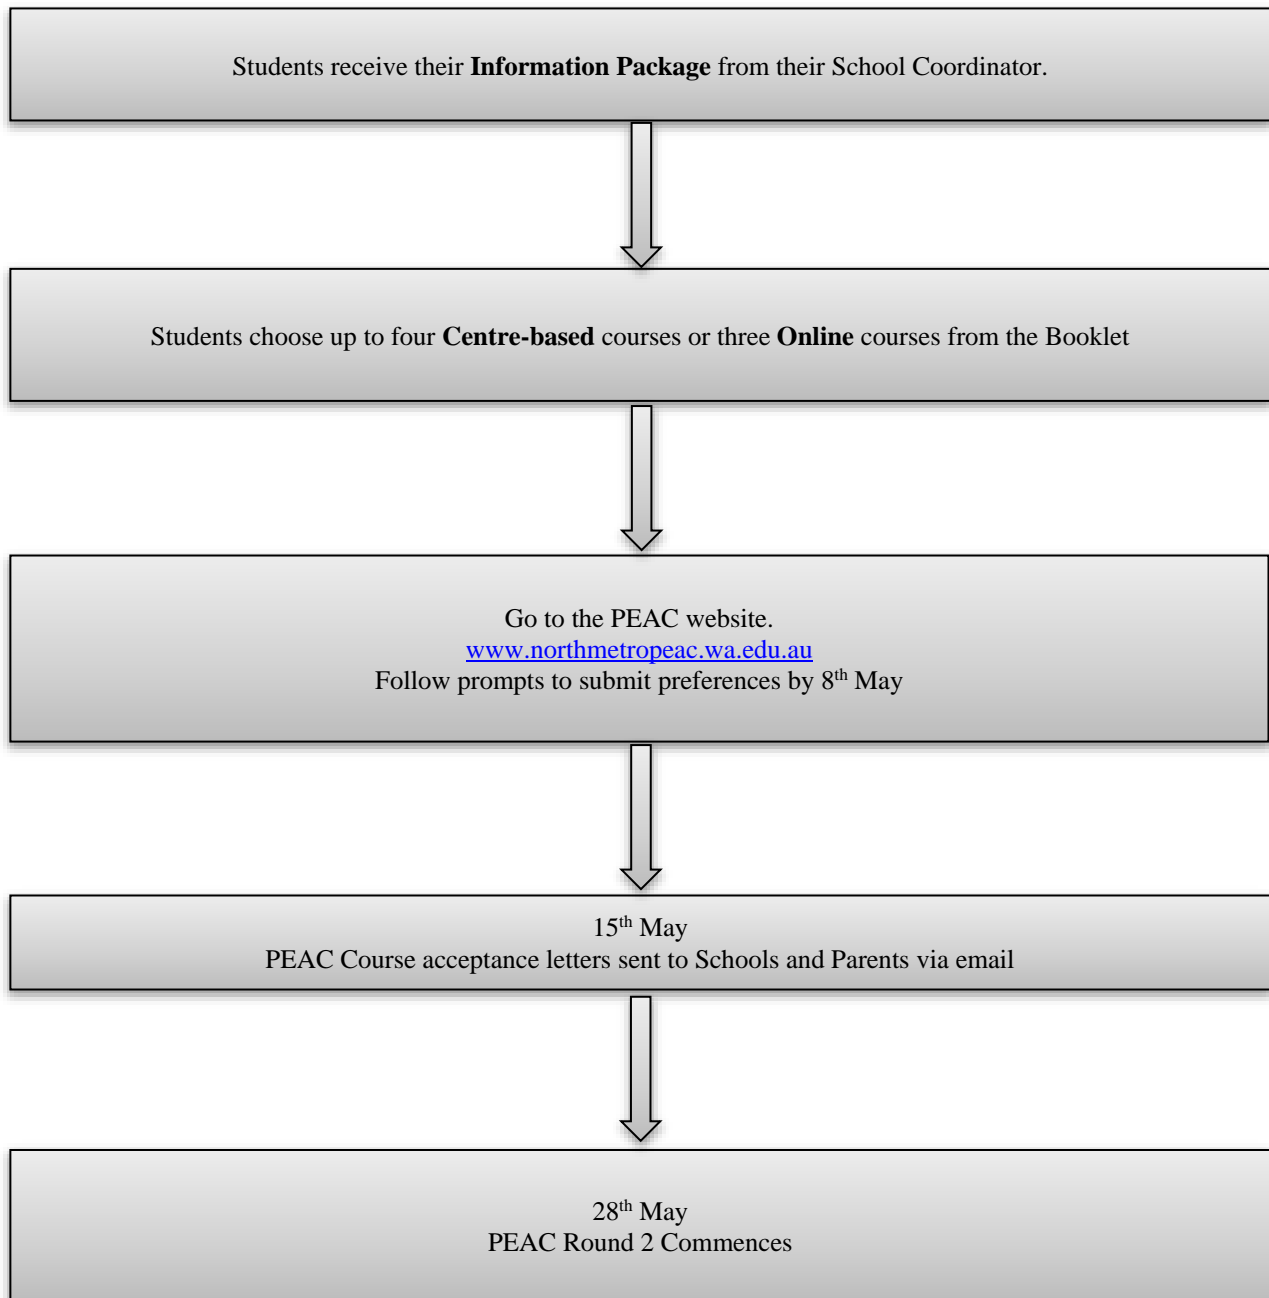 Students receive their Information Package from their School Coordinator.
Students choose up to four Centre-based courses or three Online courses from the Booklet
Go to the PEAC website.
www.northmetropeac.wa.edu.au
Follow prompts to submit preferences by 8th May
15th May
PEAC Course acceptance letters sent to Schools and Parents via email
28th May
PEAC Round 2 Commences